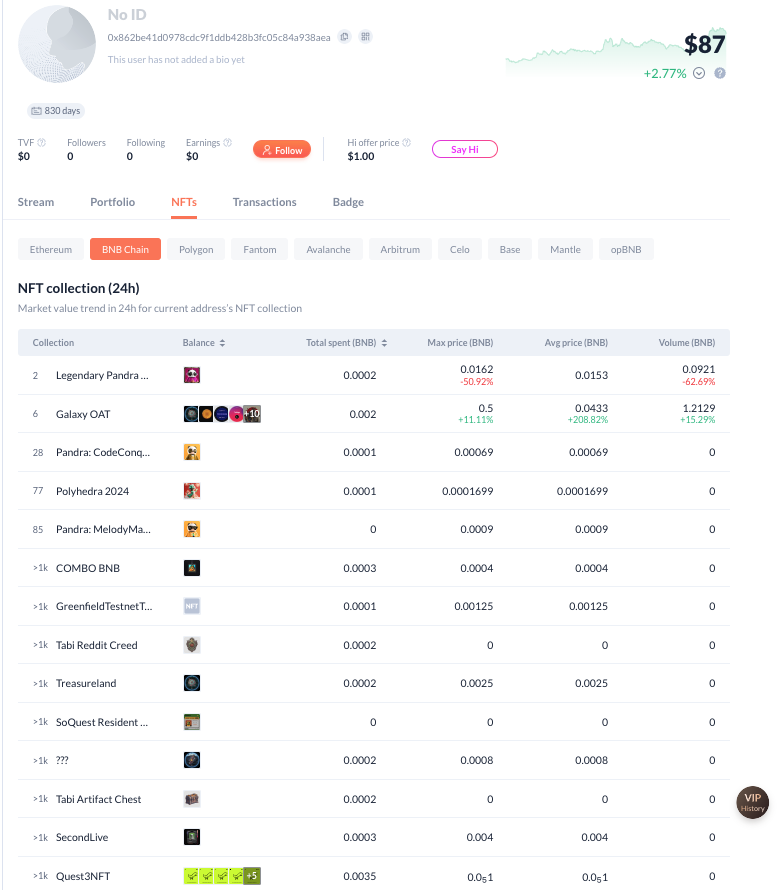 No ID
0x862be41d0978cdc9f1ddb428b3fc05c84a938aea
This user has not added a bio yet
$87
+2.77%
830 days
TVF Followers Following Earnings Hi offer price
$0 0 0 $0 Follow $1.00 Say Hi
Stream Portfolio NFTs Transactions Badge
Ethereum BNB Chain Polygon Fantom Avalanche Arbitrum Celo Base Mantle opBNB
NFT collection (24h)
Market value trend in 24h for current address's NFT collection
Collection Balance Total spent (BNB) Max price (BNB) Avg price (BNB) Volume (BNB)
2 Legendary Pandra ... 0.0002 0.0162 0.0153 0.0921
-50.92% -62.69%
6 Galaxy OAT +10 0.002 0.5 0.0433 1.2129
+11.11% +208.82% +15.29%
28 Pandra: CodeConq... 0.0001 0.00069 0.00069 0
77 Polyhedra 2024 0.0001 0.0001699 0.0001699 0
85 Pandra: MelodyMa... 0 0.0009 0.0009 0
>1k COMBO BNB 0.0003 0.0004 0.0004 0
>1k GreenfieldTestnetT... NFT 0.0001 0.00125 0.00125 0
>1k Tabi Reddit Creed 0.0002 0 0 0
>1k Treasureland 0.0002 0.0025 0.0025 0
>1k SoQuest Resident ... 0 0 0 0
>1k ??? 0.0002 0.0008 0.0008 0
>1k Tabi Artifact Chest 0.0002 0 0 0
VIP
History
>1k SecondLive 0.0003 0.004 0.004 0
>1k Quest3NFT +5 0.0035 0.0₅1 0.0₅1 0